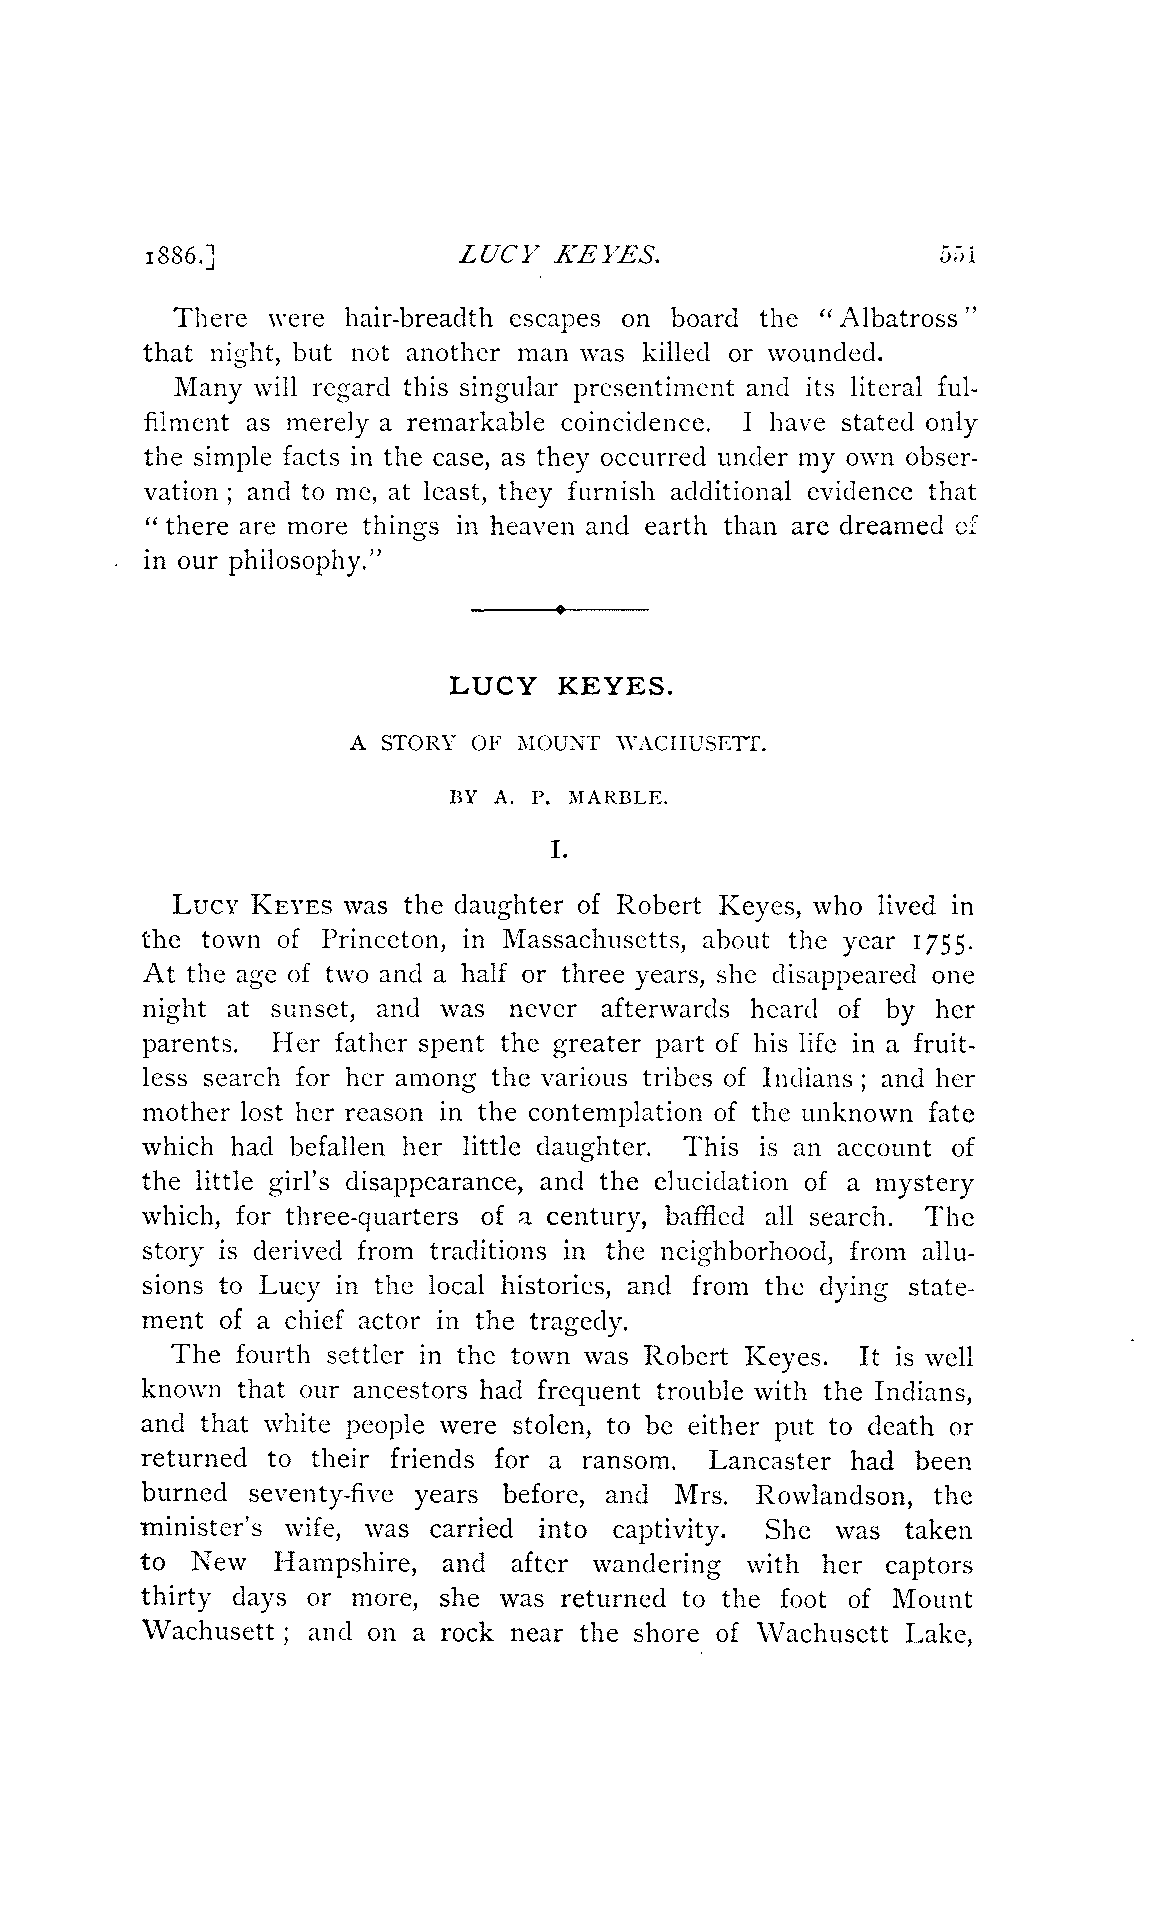 1886.] LUCY KEYES. 551
There were hair-breadth escapes on board the “Albatross”
that night, but not another man was killed or wounded.
Many will regard this singular presentiment and its literal ful-
filment as merely a remarkable coincidence. I have stated only
the simple facts in the case, as they occurred under my own obser-
vation; and to me, at least, they furnish additional evidence that
“there are more things in heaven and earth than are dreamed of
in our philosophy.”
LUCY KEYES.
A STORY OF MOUNT WACHUSETT.
BY A. P. MARBLE.
I.
LUCY KEYES was the daughter of Robert Keyes, who lived in
the town of Princeton, in Massachusetts, about the year 1755.
At the age of two and a half or three years, she disappeared one
night at sunset, and was never afterwards heard of by her
parents. Her father spent the greater part of his life in a fruit-
less search for her among the various tribes of Indians; and her
mother lost her reason in the contemplation of the unknown fate
which had befallen her little daughter. This is an account of
the little girl's disappearance, and the elucidation of a mystery
which, for three-quarters of a century, baffled all search. The
story is derived from traditions in the neighborhood, from allu-
sions to Lucy in the local histories, and from the dying state-
ment of a chief actor in the tragedy.
The fourth settler in the town was Robert Keyes. It is well
known that our ancestors had frequent trouble with the Indians,
and that white people were stolen, to be either put to death or
returned to their friends for a ransom. Lancaster had been
burned seventy-five years before, and Mrs. Rowlandson, the
minister's wife, was carried into captivity. She was taken
to New Hampshire, and after wandering with her captors
thirty days or more, she was returned to the foot of Mount
Wachusett; and on a rock near the shore of Wachusett Lake,